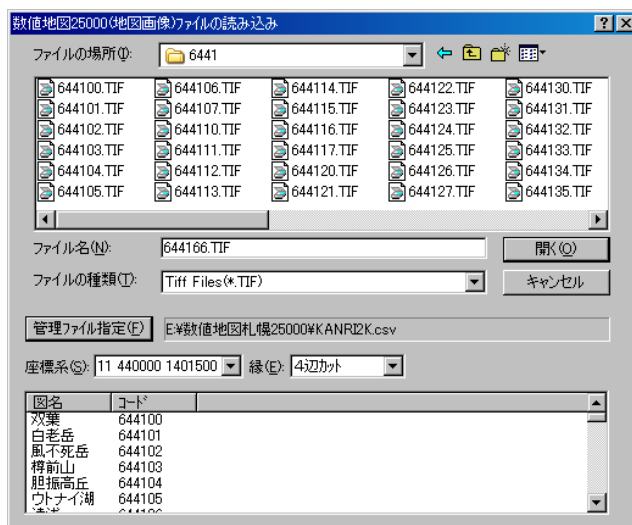 数値地図25000(地図画像)ファイルの読み込み
ファイルの場所(I): 6441
644100.TIF 644106.TIF 644114.TIF 644122.TIF 644130.TIF
644101.TIF 644107.TIF 644115.TIF 644123.TIF 644131.TIF
644102.TIF 644110.TIF 644116.TIF 644124.TIF 644132.TIF
644103.TIF 644111.TIF 644117.TIF 644125.TIF 644133.TIF
644104.TIF 644112.TIF 644120.TIF 644126.TIF 644134.TIF
644105.TIF 644113.TIF 644121.TIF 644127.TIF 644135.TIF
ファイル名(N): 644166.TIF 開く(O)
ファイルの種類(T): Tiff Files(*.TIF) キャンセル
管理ファイル指定(F) E:¥数値地図札幌25000¥KANRI2K.csv
座標系(S): 11 440000 1401500 縁(E): 4辺カット
図名 コード
双葉 644100
白老岳 644101
風不死岳 644102
樽前山 644103
胆振高丘 644104
ウトナイ湖 644105